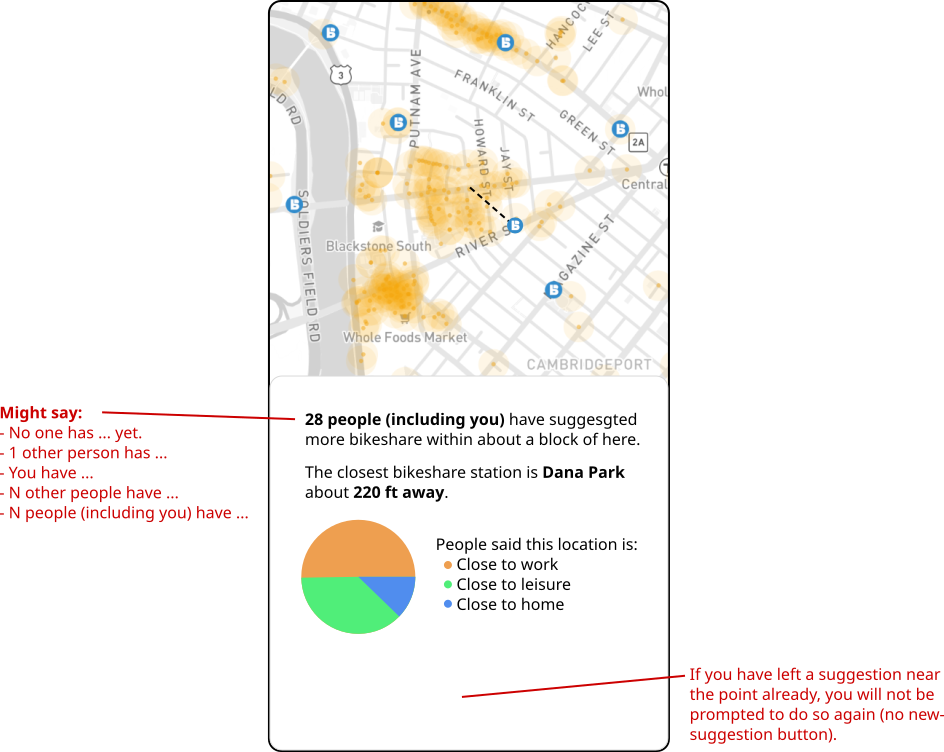 HANCOCK
LEE ST
3
PUTNAM AVE
FRANKLIN ST
Whol
LD RD
GREEN ST
2A
HOWARD ST
JAY ST
Central
SOLDIERS FIELD RD
RIVER S
Blackstone South
GAZINE ST
Whole Foods Market
CAMBRIDGEPORT
Might say:
- No one has ... yet.
- 1 other person has ...
- You have ...
- N other people have ...
- N people (including you) have ...
28 people (including you) have suggesgted
more bikeshare within about a block of here.
The closest bikeshare station is Dana Park
about 220 ft away.
People said this location is:
Close to work
Close to leisure
Close to home
If you have left a suggestion near
the point already, you will not be
prompted to do so again (no new-
suggestion button).